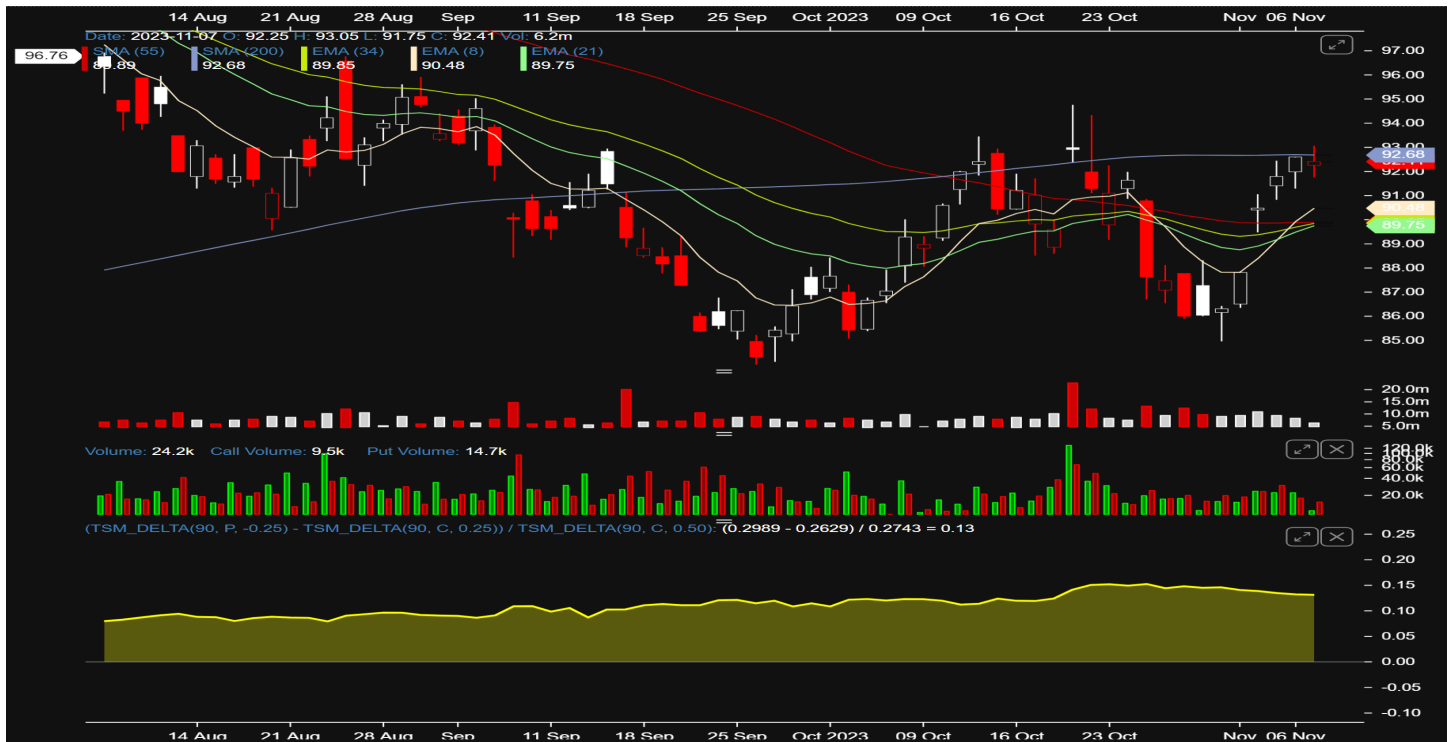 14 Aug 21 Aug 28 Aug Sep 11 Sep 18 Sep 25 Sep Oct 2023 09 Oct 16 Oct 23 Oct Nov 06 Nov
Date: 2023-11-07 O: 92.25 H: 93.05 L: 91.75 C: 92.41 Vol: 6.2m
SMA (55) SMA (200) EMA (34) EMA (8) EMA (21)
89.89 92.68 89.85 90.48 89.75
96.76
97.00
96.00
95.00
94.00
93.00
92.68
92.00
91.00
90.48
89.75
89.00
88.00
87.00
86.00
85.00
20.0m
15.0m
10.0m
5.0m
Volume: 24.2k Call Volume: 9.5k Put Volume: 14.7k
120.0k
100.0k
80.0k
60.0k
40.0k
20.0k
(TSM_DELTA(90, P, -0.25) - TSM_DELTA(90, C, 0.25)) / TSM_DELTA(90, C, 0.50): (0.2989 - 0.2629) / 0.2743 = 0.13
0.25
0.20
0.15
0.10
0.05
0.00
-0.05
-0.10
14 Aug 21 Aug 28 Aug Sep 11 Sep 18 Sep 25 Sep Oct 2023 09 Oct 16 Oct 23 Oct Nov 06 Nov